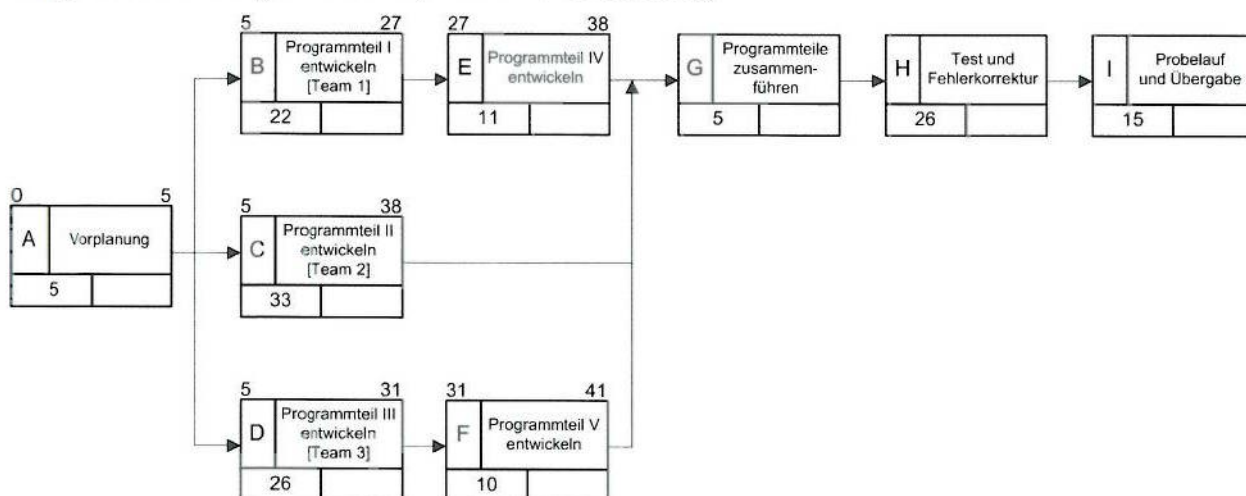 5 27
B
Programmteil I
entwickeln
[Team 1]
22
27 38
E
Programmteil IV
entwickeln
11
G
Programmteile
zusammen-
führen
5
H
Test und
Fehlerkorrektur
26
I
Probelauf
und Übergabe
15
0 5
A
Vorplanung
5
5 38
C
Programmteil II
entwickeln
[Team 2]
33
5 31
D
Programmteil III
entwickeln
[Team 3]
26
31 41
F
Programmteil V
entwickeln
10